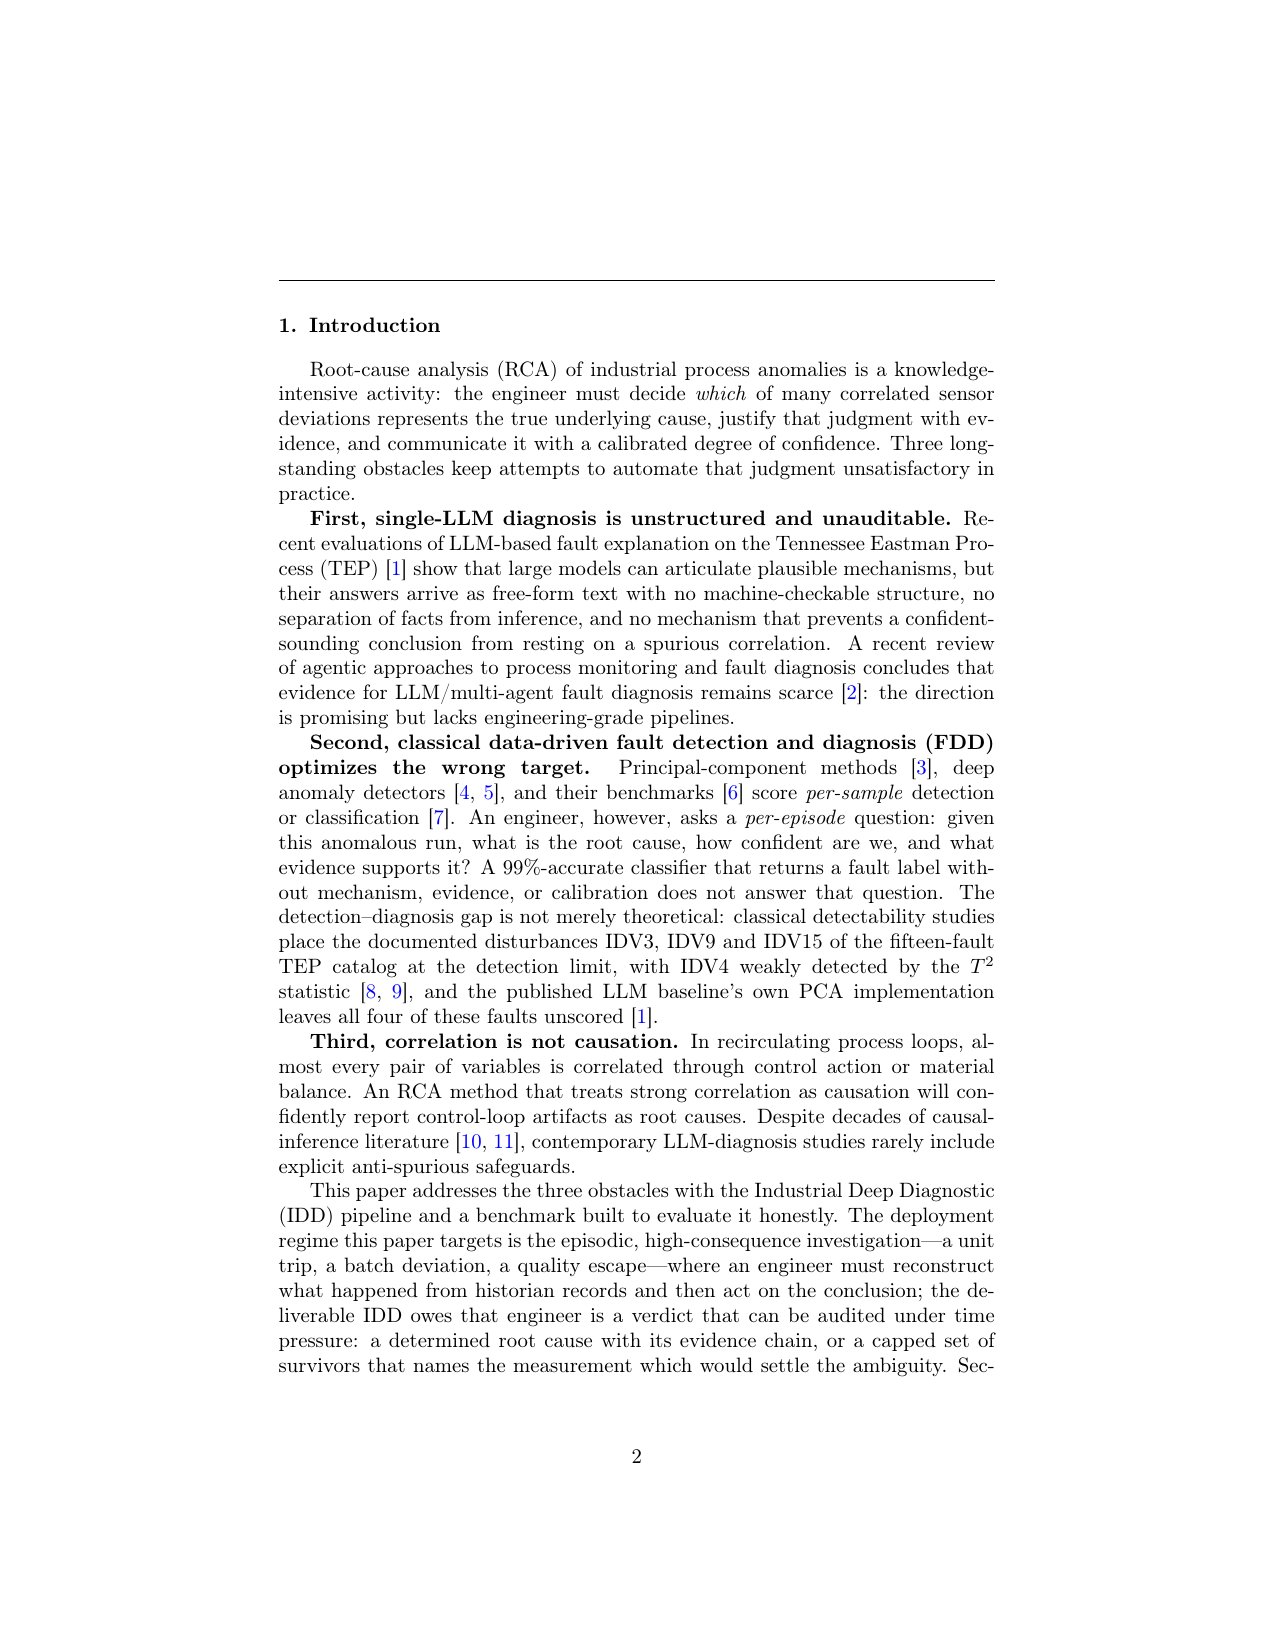 1. Introduction
Root-cause analysis (RCA) of industrial process anomalies is a knowledge-
intensive activity: the engineer must decide which of many correlated sensor
deviations represents the true underlying cause, justify that judgment with ev-
idence, and communicate it with a calibrated degree of confidence. Three long-
standing obstacles keep attempts to automate that judgment unsatisfactory in
practice.
First, single-LLM diagnosis is unstructured and unauditable. Re-
cent evaluations of LLM-based fault explanation on the Tennessee Eastman Pro-
cess (TEP) [1] show that large models can articulate plausible mechanisms, but
their answers arrive as free-form text with no machine-checkable structure, no
separation of facts from inference, and no mechanism that prevents a confident-
sounding conclusion from resting on a spurious correlation. A recent review
of agentic approaches to process monitoring and fault diagnosis concludes that
evidence for LLM/multi-agent fault diagnosis remains scarce [2]: the direction
is promising but lacks engineering-grade pipelines.
Second, classical data-driven fault detection and diagnosis (FDD)
optimizes the wrong target. Principal-component methods [3], deep
anomaly detectors [4, 5], and their benchmarks [6] score per-sample detection
or classification [7]. An engineer, however, asks a per-episode question: given
this anomalous run, what is the root cause, how confident are we, and what
evidence supports it? A 99%-accurate classifier that returns a fault label with-
out mechanism, evidence, or calibration does not answer that question. The
detection–diagnosis gap is not merely theoretical: classical detectability studies
place the documented disturbances IDV3, IDV9 and IDV15 of the fifteen-fault
TEP catalog at the detection limit, with IDV4 weakly detected by the T²
statistic [8, 9], and the published LLM baseline's own PCA implementation
leaves all four of these faults unscored [1].
Third, correlation is not causation. In recirculating process loops, al-
most every pair of variables is correlated through control action or material
balance. An RCA method that treats strong correlation as causation will con-
fidently report control-loop artifacts as root causes. Despite decades of causal-
inference literature [10, 11], contemporary LLM-diagnosis studies rarely include
explicit anti-spurious safeguards.
This paper addresses the three obstacles with the Industrial Deep Diagnostic
(IDD) pipeline and a benchmark built to evaluate it honestly. The deployment
regime this paper targets is the episodic, high-consequence investigation—a unit
trip, a batch deviation, a quality escape—where an engineer must reconstruct
what happened from historian records and then act on the conclusion; the de-
liverable IDD owes that engineer is a verdict that can be audited under time
pressure: a determined root cause with its evidence chain, or a capped set of
survivors that names the measurement which would settle the ambiguity. Sec-
2